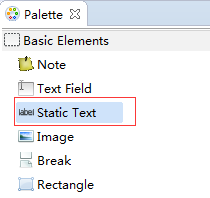 Palette
Basic Elements
Note
Text Field
label Static Text
Image
Break
Rectangle